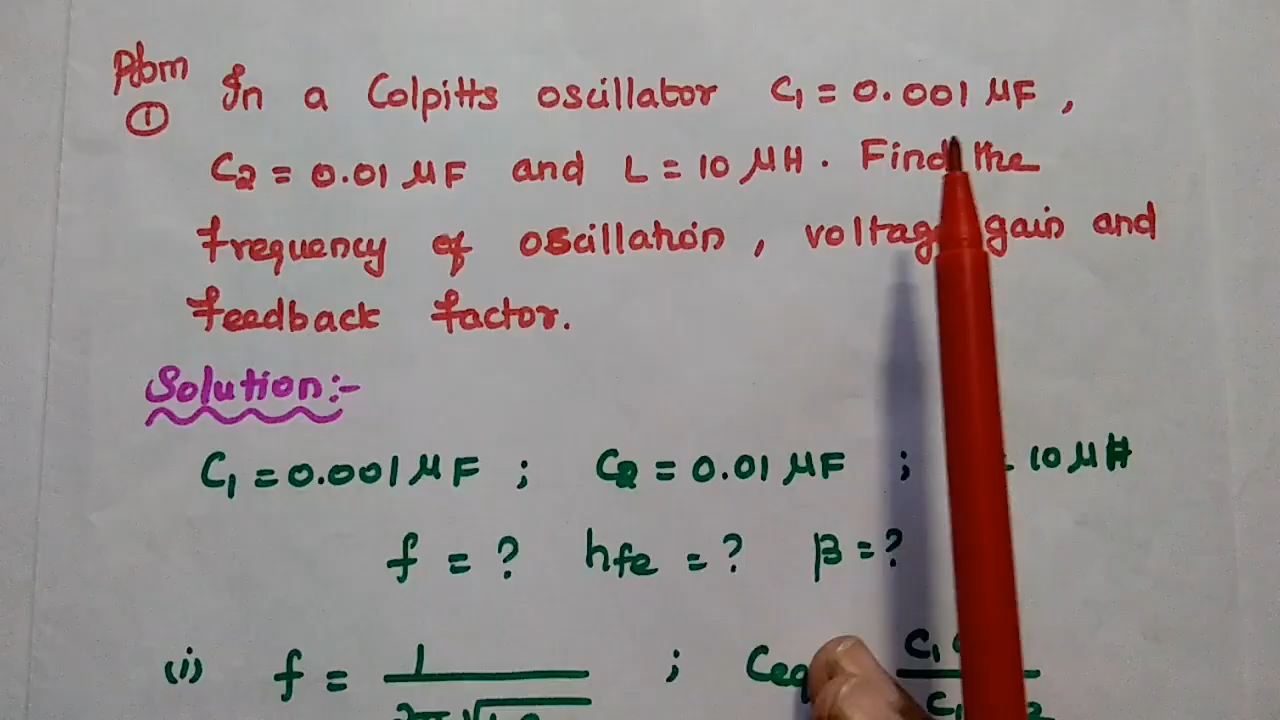 Pbm In a Colpitts oscillator C1 = 0.001 μF,
① C2 = 0.01 μF and L = 10 μH. Find the
frequency of oscillation, voltage gain and
feedback factor.
Solution:-
C1 = 0.001 μF ; C2 = 0.01 μF ; = 10 μH
f = ? hfe = ? β = ?
(i) f = 1 ; Ceq C1